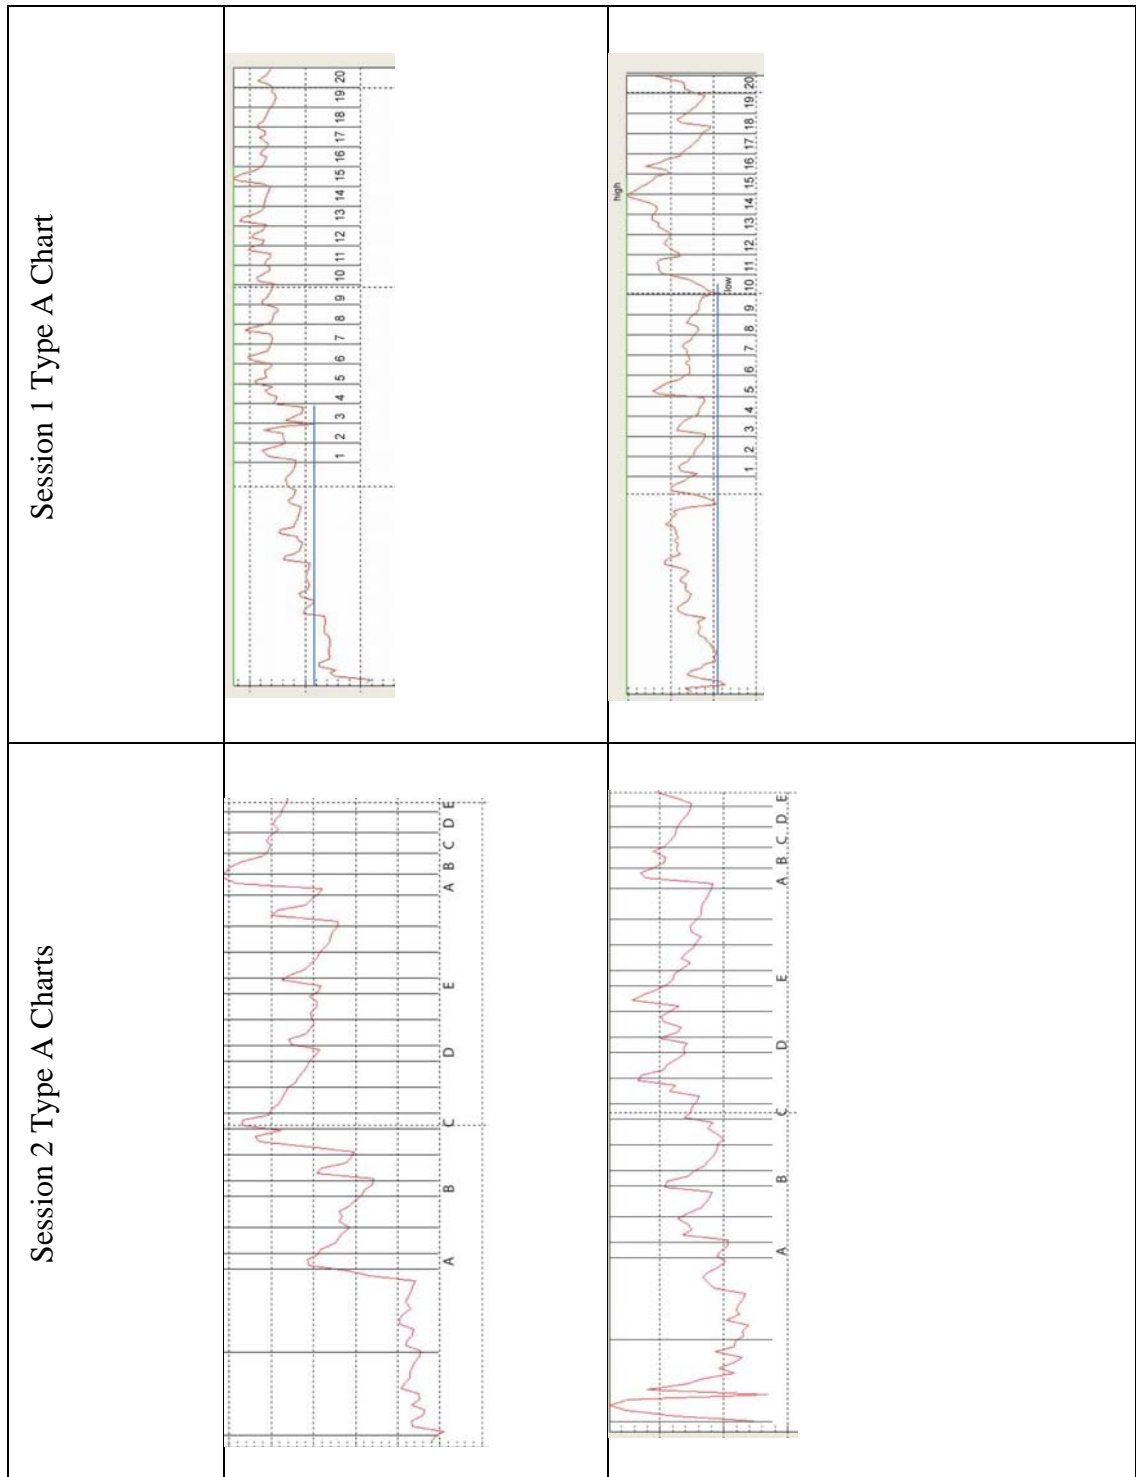 Session 1 Type A Chart
1 2 3 4 5 6 7 8 9 10 11 12 13 14 15 16 17 18 19 20
high
low
1 2 3 4 5 6 7 8 9 10 11 12 13 14 15 16 17 18 19 20
Session 2 Type A Charts
A B C D E A B C D E
A B C D E A B C D E